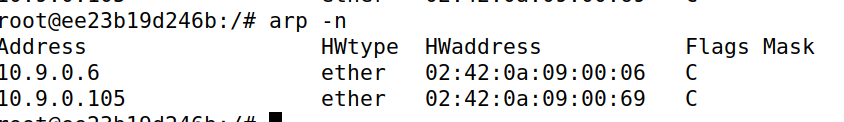 root@ee23b19d246b:/# arp -n
Address HWtype HWaddress Flags Mask
10.9.0.6 ether 02:42:0a:09:00:06 C
10.9.0.105 ether 02:42:0a:09:00:69 C
root@ee23b19d246b:/#